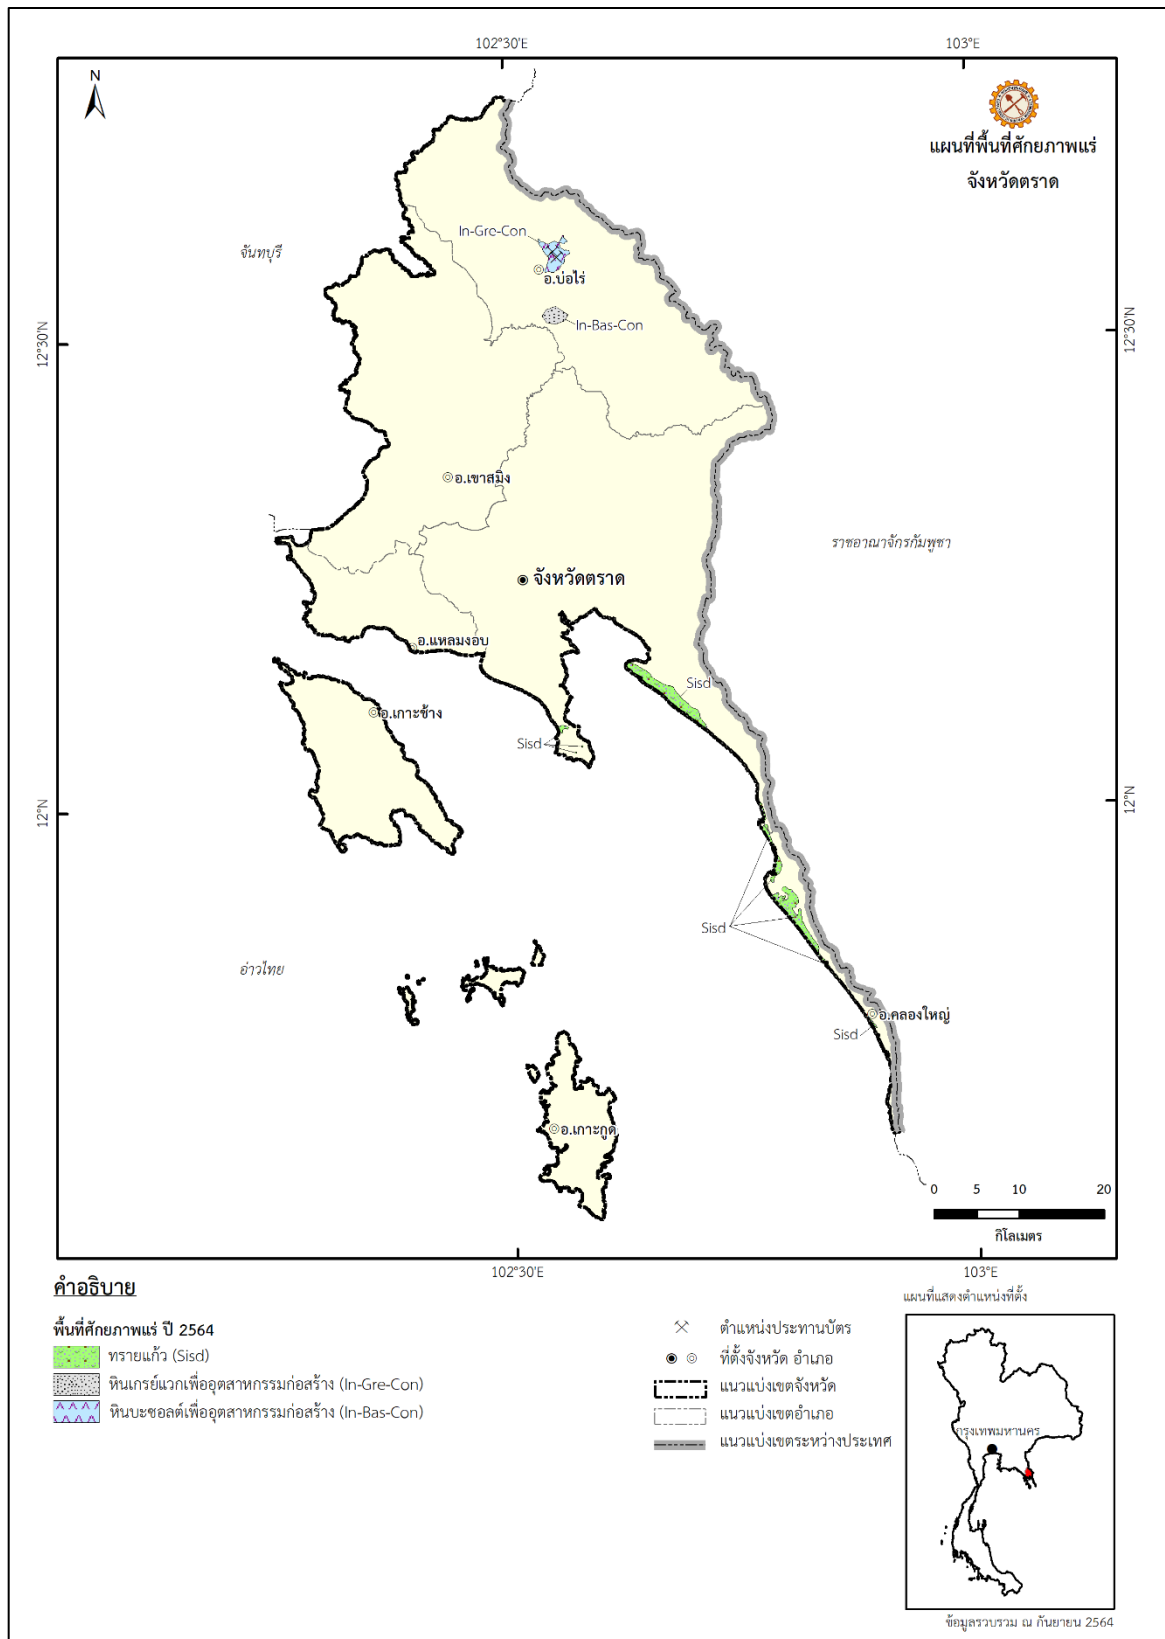 102°30'E
103°E
N
แผนที่พื้นที่ศักยภาพแร่
จังหวัดตราด
In-Gre-Con
จันทบุรี
อ.บ่อไร่
In-Bas-Con
12°30'N
12°30'N
อ.เขาสมิง
ราชอาณาจักรกัมพูชา
จังหวัดตราด
อ.แหลมงอบ
Sisd
อ.เกาะช้าง
Sisd
12°N
12°N
Sisd
อ่าวไทย
อ.คลองใหญ่
Sisd
อ.เกาะกูด
0 5 10 20
กิโลเมตร
102°30'E
103°E
คำอธิบาย
พื้นที่ศักยภาพแร่ ปี 2564
ทรายแก้ว (Sisd)
หินเกรย์แวกเพื่ออุตสาหกรรมก่อสร้าง (In-Gre-Con)
หินบะซอลต์เพื่ออุตสาหกรรมก่อสร้าง (In-Bas-Con)
ตำแหน่งประทานบัตร
ที่ตั้งจังหวัด อำเภอ
แนวแบ่งเขตจังหวัด
แนวแบ่งเขตอำเภอ
แนวแบ่งเขตระหว่างประเทศ
แผนที่แสดงตำแหน่งที่ตั้ง
กรุงเทพมหานคร
ข้อมูลรวบรวม ณ กันยายน 2564